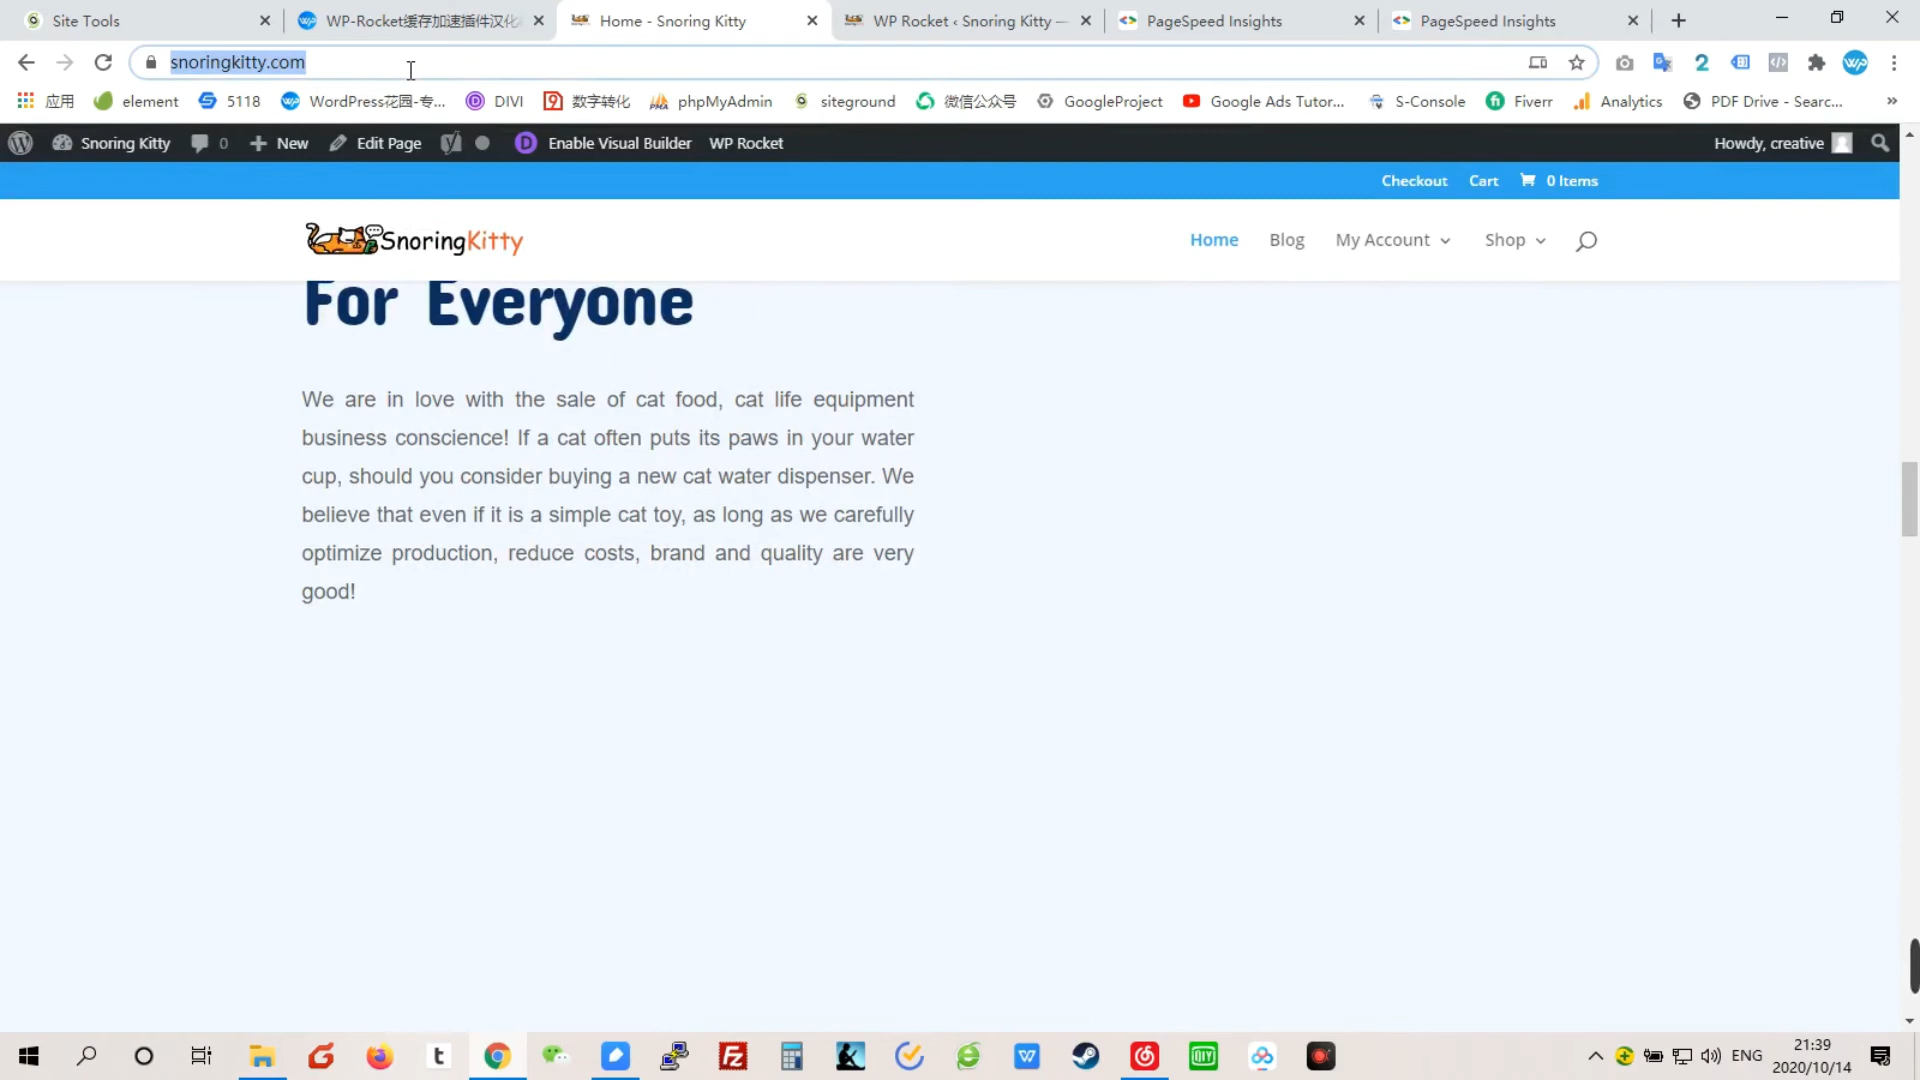 Site Tools
WP-Rocket缓存加速插件汉化
Home - Snoring Kitty
WP Rocket ‹ Snoring Kitty —
PageSpeed Insights
PageSpeed Insights
snoringkitty.com
应用
element
5118
WordPress花园-专...
DIVI
数字转化
phpMyAdmin
siteground
微信公众号
GoogleProject
Google Ads Tutor...
S-Console
Fiverr
Analytics
PDF Drive - Searc...
»
Snoring Kitty
0
New
Edit Page
Enable Visual Builder
WP Rocket
Howdy, creative
Checkout
Cart
0 Items
SnoringKitty
Home
Blog
My Account
Shop
For Everyone
We are in love with the sale of cat food, cat life equipment
business conscience! If a cat often puts its paws in your water
cup, should you consider buying a new cat water dispenser. We
believe that even if it is a simple cat toy, as long as we carefully
optimize production, reduce costs, brand and quality are very
good!
ENG
21:39
2020/10/14